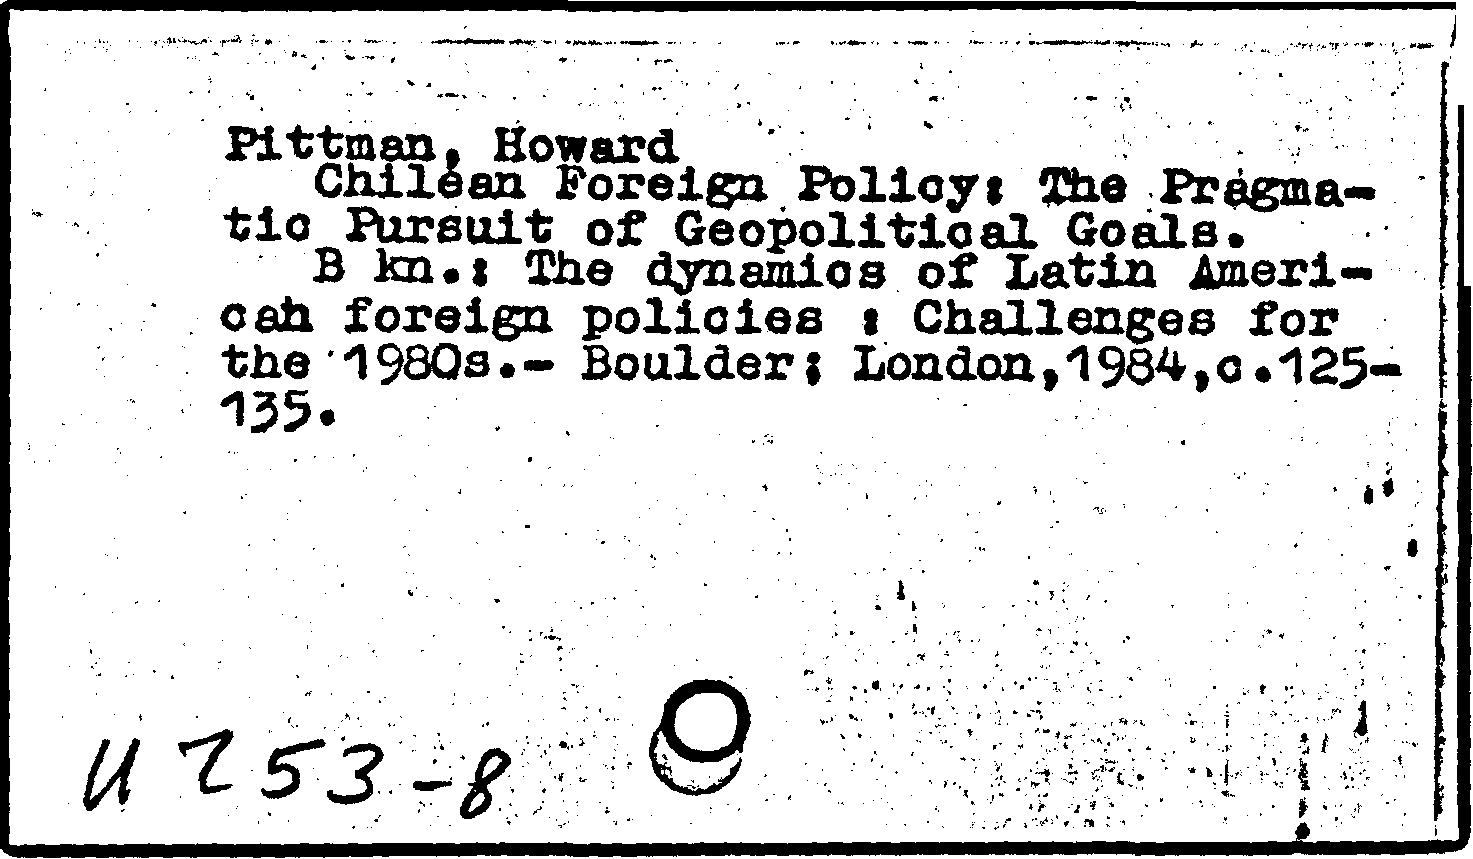 Pittman, Howard
Chilean Foreign Policy: The Pragma-
tic Pursuit of Geopolitical Goals.
В кн.: The dynamics of Latin Ameri-
can foreign policies : Challenges for
the 1980s.- Boulder; London,1984,с.125-
135.
И 253-8